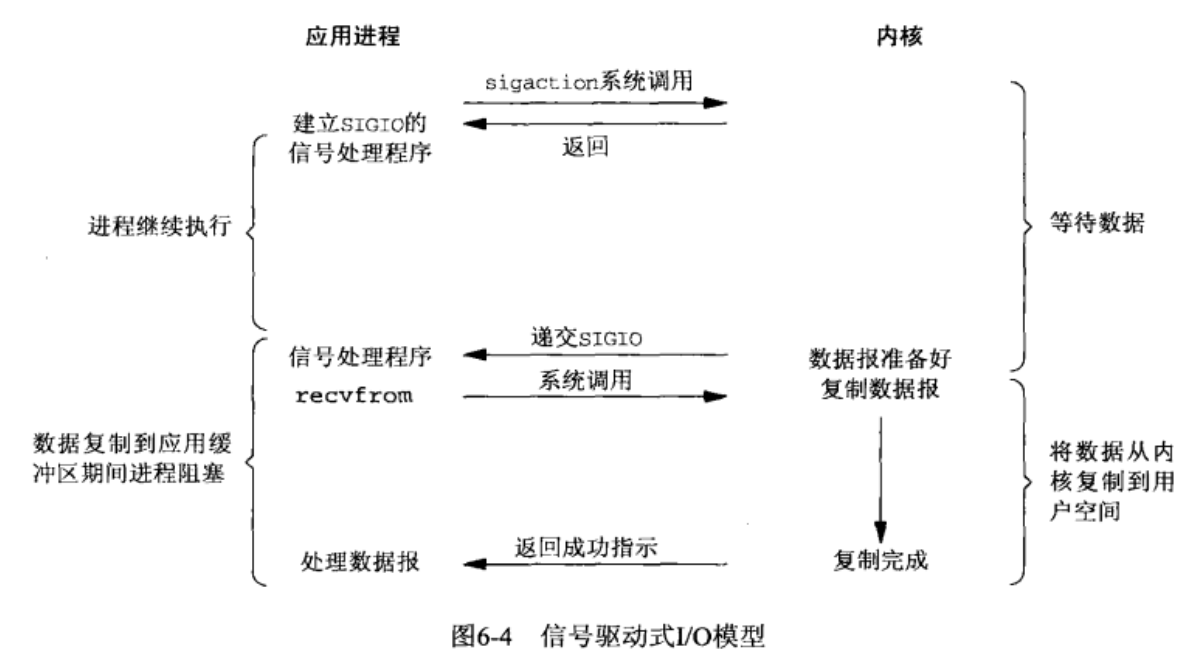 应用进程
内核
sigaction系统调用
建立SIGIO的
信号处理程序
返回
进程继续执行
等待数据
递交SIGIO
信号处理程序
数据报准备好
系统调用
recvfrom
复制数据报
数据复制到应用缓
冲区期间进程阻塞
将数据从内
核复制到用
户空间
返回成功指示
处理数据报
复制完成
图6-4 信号驱动式I/O模型